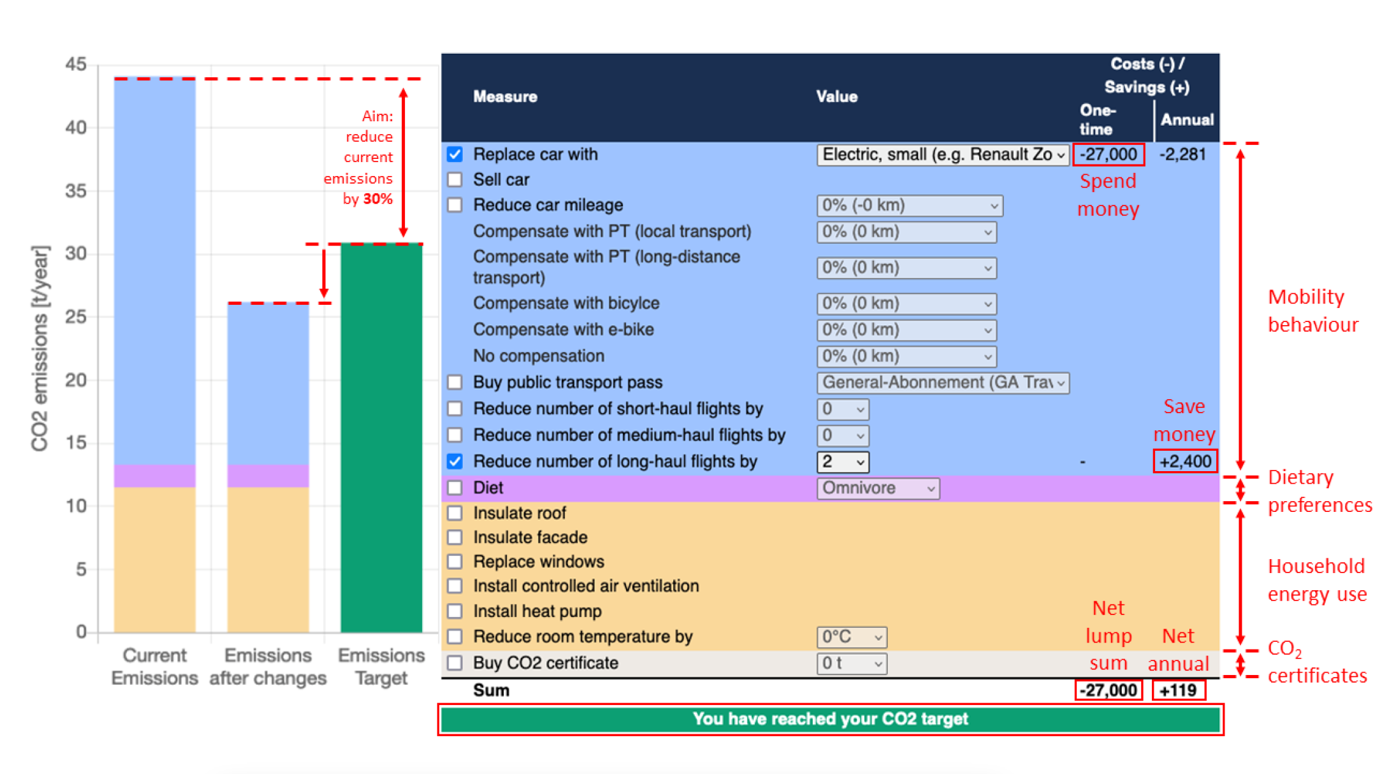 45
40
35
30
25
20
15
10
5
0
CO2 emissions [t/year]
Current
Emissions
Emissions
after changes
Emissions
Target
Aim:
reduce
current
emissions
by 30%
Measure
Value
Costs (-) /
Savings (+)
One-
time
Annual
Replace car with
Electric, small (e.g. Renault Zo
-27,000
-2,281
Sell car
Spend
money
Reduce car mileage
0% (-0 km)
Compensate with PT (local transport)
0% (0 km)
Compensate with PT (long-distance
transport)
0% (0 km)
Compensate with bicylce
0% (0 km)
Compensate with e-bike
0% (0 km)
No compensation
0% (0 km)
Buy public transport pass
General-Abonnement (GA Trav
Reduce number of short-haul flights by
0
Save
money
Reduce number of medium-haul flights by
0
Reduce number of long-haul flights by
2
-
+2,400
Diet
Omnivore
Insulate roof
Insulate facade
Replace windows
Install controlled air ventilation
Install heat pump
Reduce room temperature by
0°C
Buy CO2 certificate
0 t
Net
lump
sum
Net
annual
Sum
-27,000
+119
You have reached your CO2 target
Mobility
behaviour
Dietary
preferences
Household
energy use
CO2
certificates